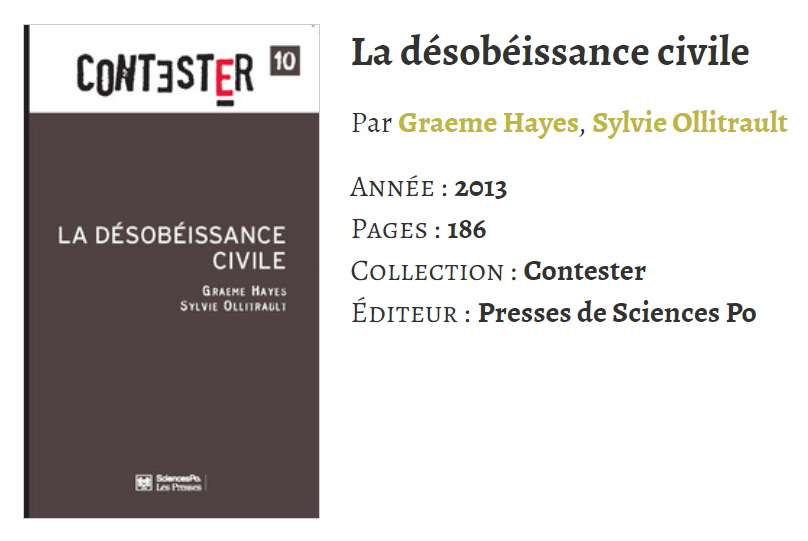 CONTESTER 10
LA DÉSOBÉISSANCE
CIVILE
GRAEME HAYES
SYLVIE OLLITRAULT
SciencesPo.
Les Presses
La désobéissance civile
Par Graeme Hayes, Sylvie Ollitrault
Année : 2013
Pages : 186
Collection : Contester
Éditeur : Presses de Sciences Po